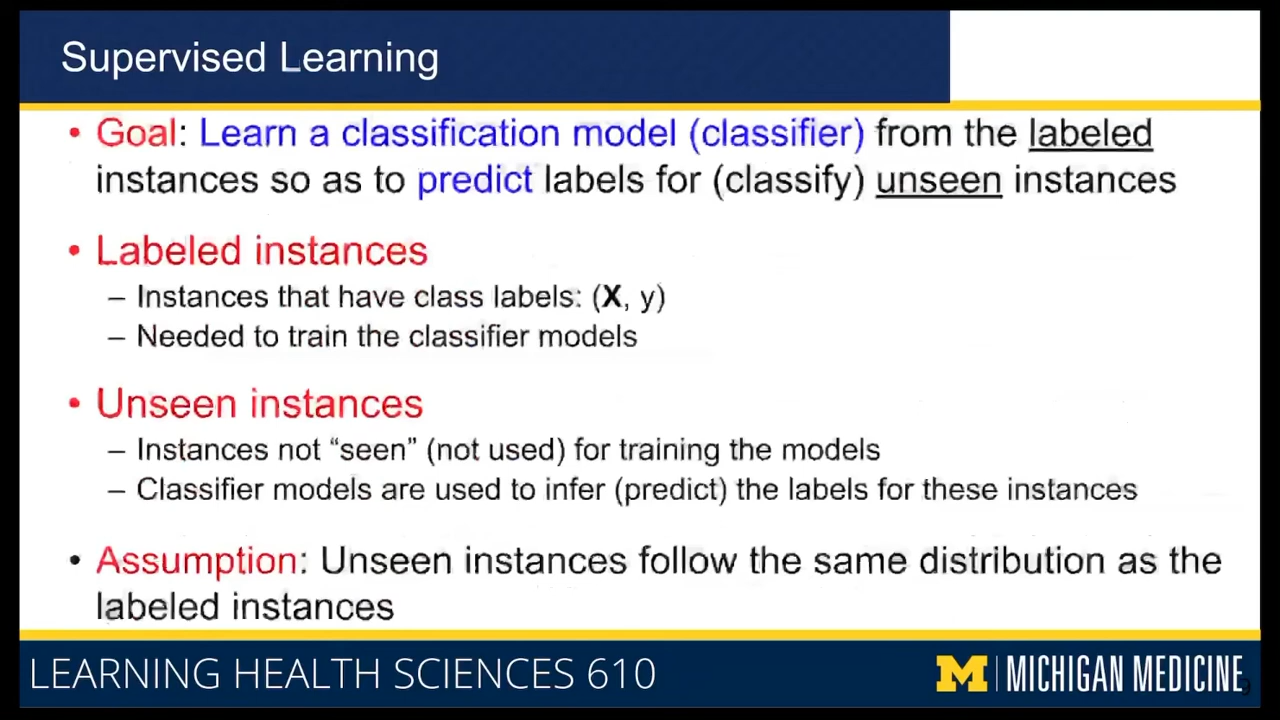 Supervised Learning
• Goal: Learn a classification model (classifier) from the labeled
instances so as to predict labels for (classify) unseen instances
• Labeled instances
– Instances that have class labels: (X, y)
– Needed to train the classifier models
• Unseen instances
– Instances not “seen” (not used) for training the models
– Classifier models are used to infer (predict) the labels for these instances
• Assumption: Unseen instances follow the same distribution as the
labeled instances
LEARNING HEALTH SCIENCES 610
M MICHIGAN MEDICINE
9